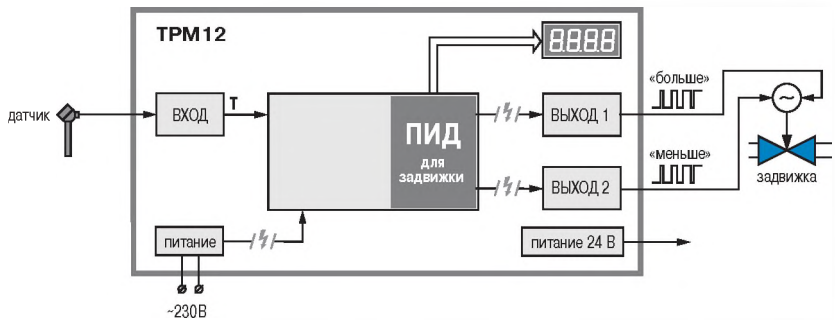 ТРМ12
8.8.8.8
«больше»
датчик
ВХОД
Т
ПИД
для
задвижки
ВЫХОД 1
~
«меньше»
ВЫХОД 2
задвижка
питание
питание 24 В
~230В